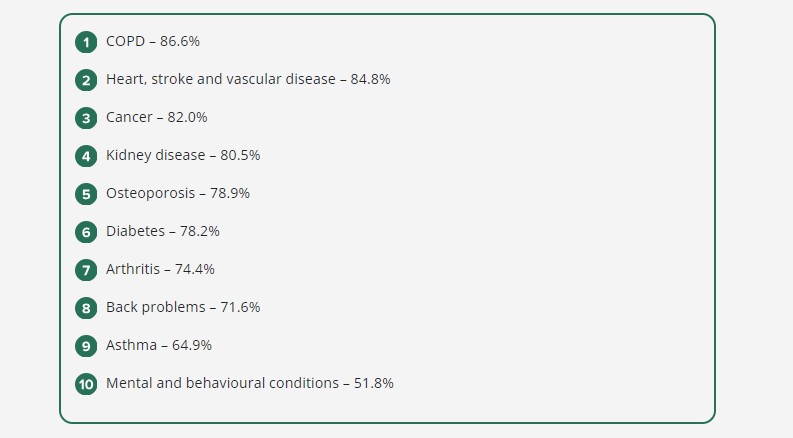 1 COPD – 86.6%
2 Heart, stroke and vascular disease – 84.8%
3 Cancer – 82.0%
4 Kidney disease – 80.5%
5 Osteoporosis – 78.9%
6 Diabetes – 78.2%
7 Arthritis – 74.4%
8 Back problems – 71.6%
9 Asthma – 64.9%
10 Mental and behavioural conditions – 51.8%